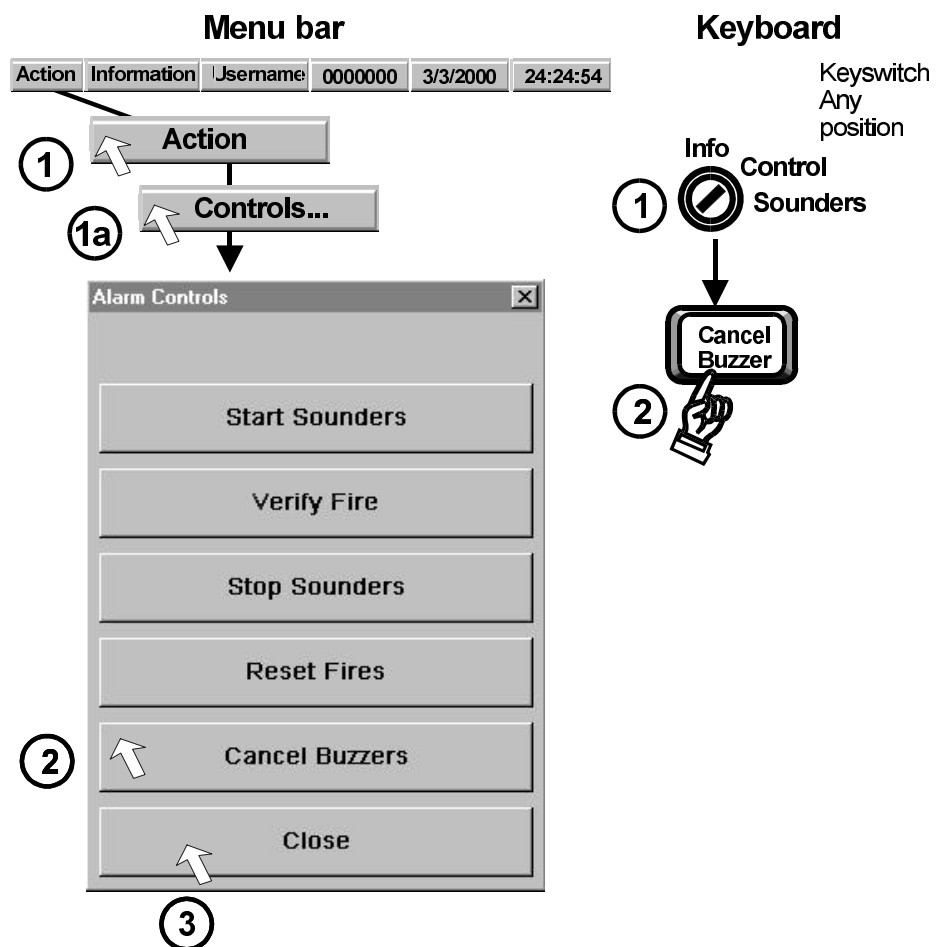 Menu bar
Keyboard
Action Information Username 0000000 3/3/2000 24:24:54
Keyswitch
Any
position
Action
1
Controls...
1a
Info
Control
Sounders
1
Alarm Controls
Cancel
Buzzer
2
Start Sounders
Verify Fire
Stop Sounders
Reset Fires
Cancel Buzzers
2
Close
3